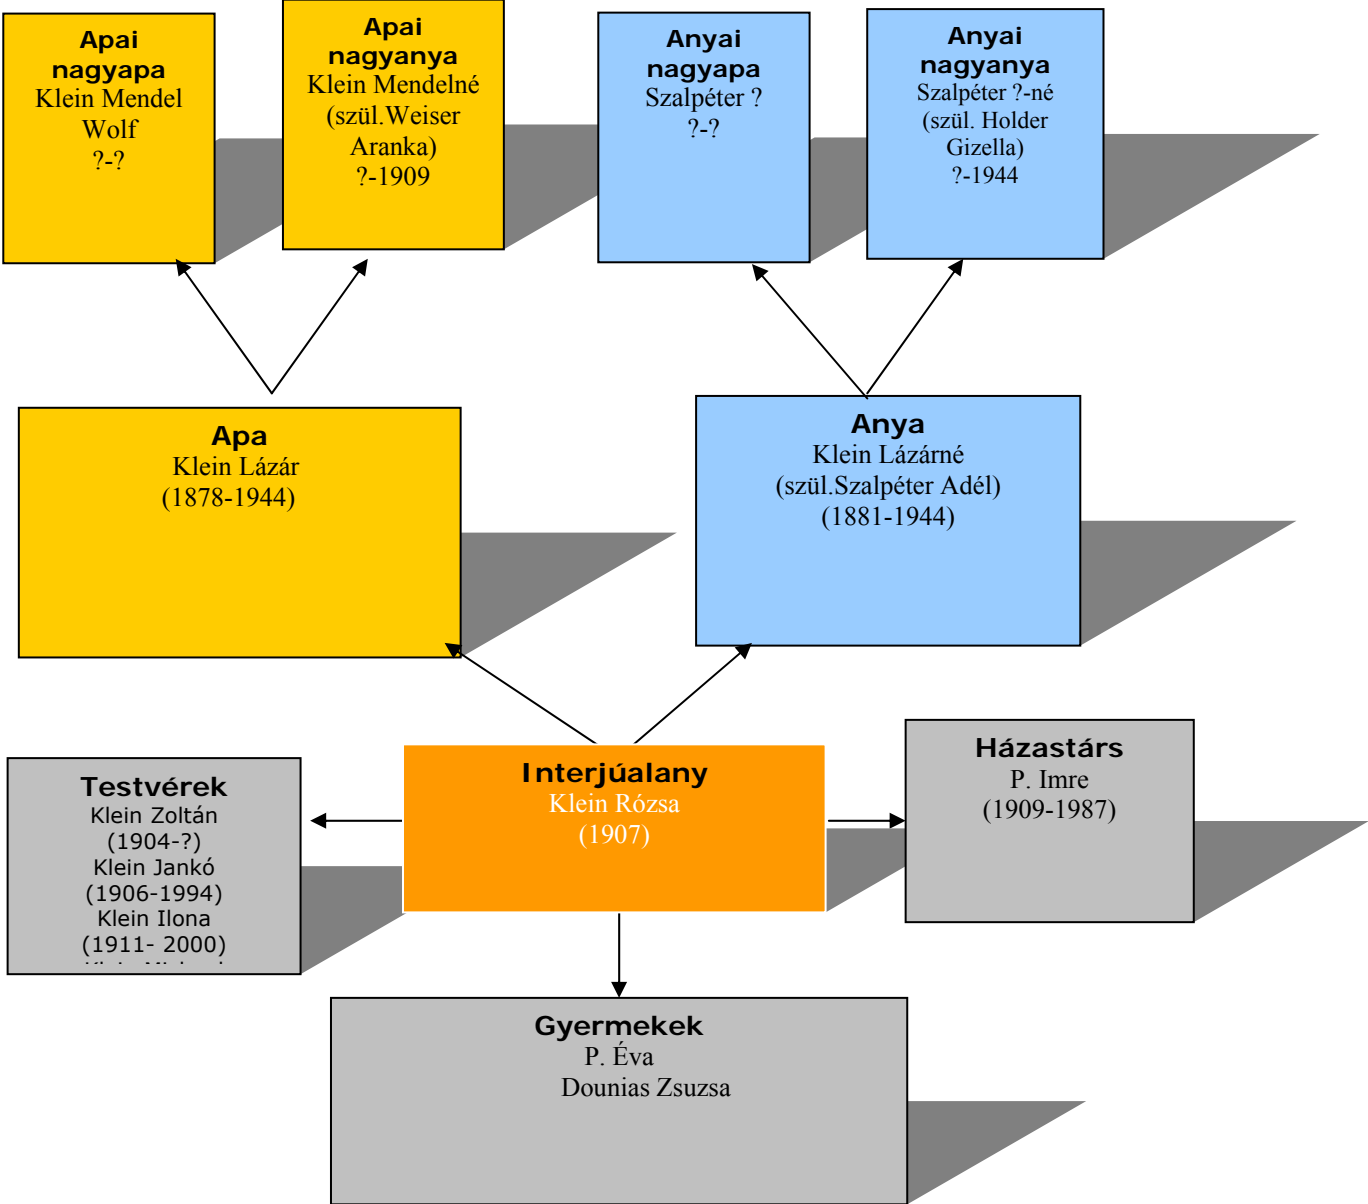 Apai
nagyapa
Klein Mendel
Wolf
?-?
Apai
nagyanya
Klein Mendelné
(szül.Weiser
Aranka)
?-1909
Anyai
nagyapa
Szalpéter ?
?-?
Anyai
nagyanya
Szalpéter ?-né
(szül. Holder
Gizella)
?-1944
Apa
Klein Lázár
(1878-1944)
Anya
Klein Lázárné
(szül.Szalpéter Adél)
(1881-1944)
Testvérek
Klein Zoltán
(1904-?)
Klein Jankó
(1906-1994)
Klein Ilona
(1911- 2000)
Interjúalany
Klein Rózsa
(1907)
Házastárs
P. Imre
(1909-1987)
Gyermekek
P. Éva
Dounias Zsuzsa